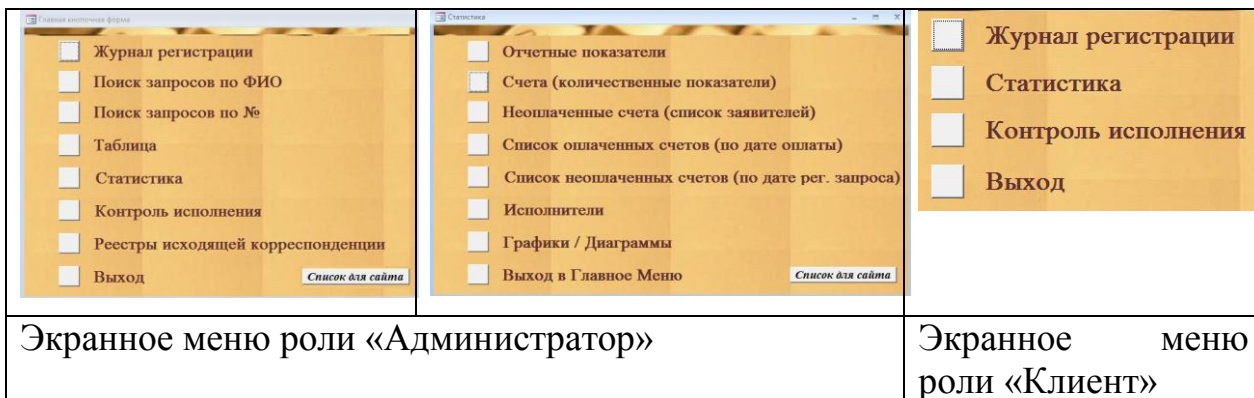 Главная кнопочная форма
Журнал регистрации
Поиск запросов по ФИО
Поиск запросов по №
Таблица
Статистика
Контроль исполнения
Реестры исходящей корреспонденции
Выход
Список для сайта
Статистика
Отчетные показатели
Счета (количественные показатели)
Неоплаченные счета (список заявителей)
Список оплаченных счетов (по дате оплаты)
Список неоплаченных счетов (по дате рег. запроса)
Исполнители
Графики / Диаграммы
Выход в Главное Меню
Список для сайта
Журнал регистрации
Статистика
Контроль исполнения
Выход
Экранное меню роли «Администратор»
Экранное меню
роли «Клиент»